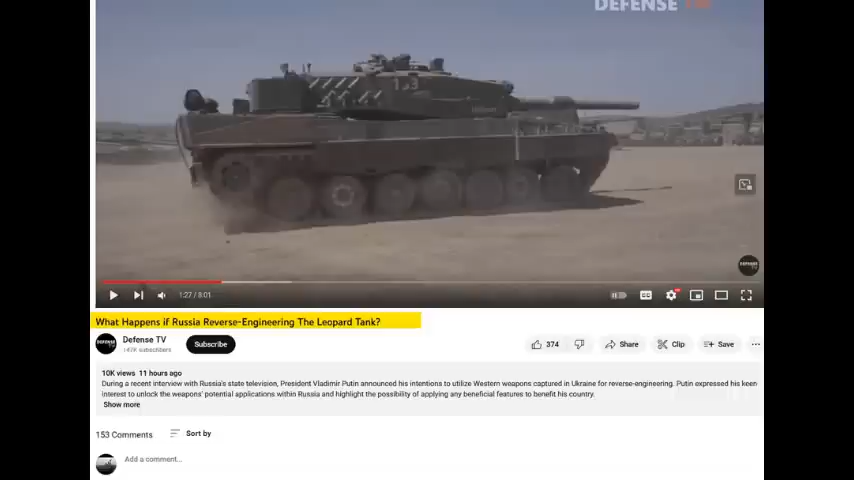 DEFENSE
133
1:27 / 8:01
CC
What Happens if Russia Reverse-Engineering The Leopard Tank?
Defense TV
147K subscribers
Subscribe
374
Share
Clip
Save
10K views 11 hours ago
During a recent interview with Russia's state television, President Vladimir Putin announced his intentions to utilize Western weapons captured in Ukraine for reverse-engineering. Putin expressed his keen
interest to unlock the weapons' potential applications within Russia and highlight the possibility of applying any beneficial features to benefit his country.
Show more
153 Comments
Sort by
Add a comment...